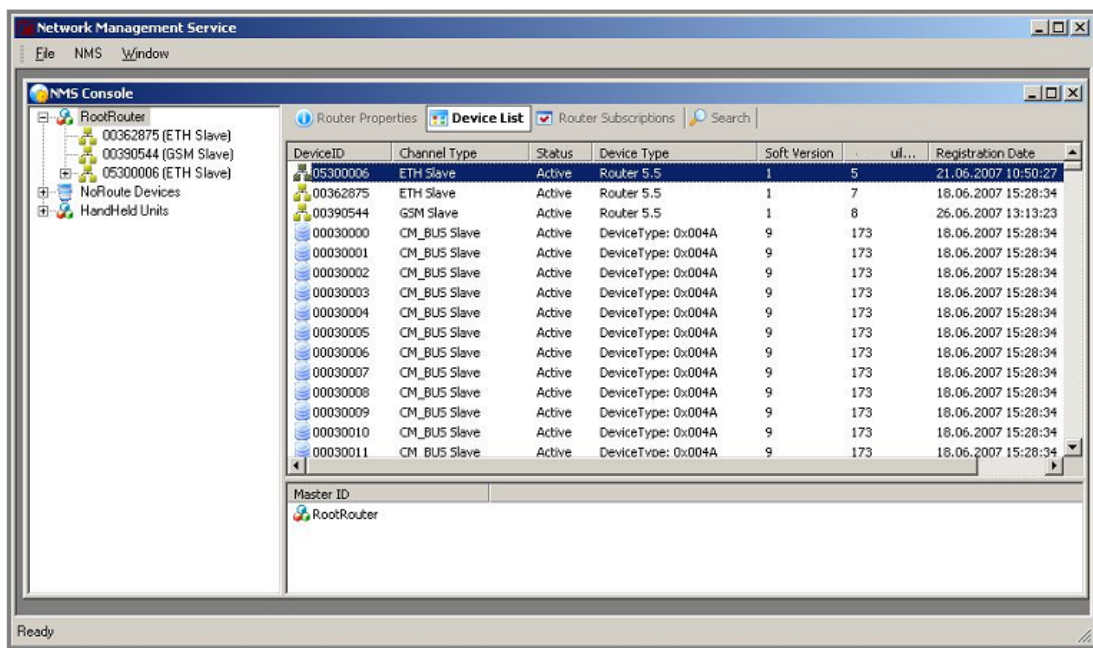 Network Management Service
File NMS Window
NMS Console
RootRouter
00362875 (ETH Slave)
00390544 (GSM Slave)
05300006 (ETH Slave)
NoRoute Devices
HandHeld Units
Router Properties Device List Router Subscriptions Search
DeviceID Channel Type Status Device Type Soft Version uil... Registration Date
05300006 ETH Slave Active Router 5.5 1 5 21.06.2007 10:50:27
00362875 ETH Slave Active Router 5.5 1 7 18.06.2007 15:28:34
00390544 GSM Slave Active Router 5.5 1 8 26.06.2007 13:13:23
00030000 CM_BUS Slave Active DeviceType: 0x004A 9 173 18.06.2007 15:28:34
00030001 CM_BUS Slave Active DeviceType: 0x004A 9 173 18.06.2007 15:28:34
00030002 CM_BUS Slave Active DeviceType: 0x004A 9 173 18.06.2007 15:28:34
00030003 CM_BUS Slave Active DeviceType: 0x004A 9 173 18.06.2007 15:28:34
00030004 CM_BUS Slave Active DeviceType: 0x004A 9 173 18.06.2007 15:28:34
00030005 CM_BUS Slave Active DeviceType: 0x004A 9 173 18.06.2007 15:28:34
00030006 CM_BUS Slave Active DeviceType: 0x004A 9 173 18.06.2007 15:28:34
00030007 CM_BUS Slave Active DeviceType: 0x004A 9 173 18.06.2007 15:28:34
00030008 CM_BUS Slave Active DeviceType: 0x004A 9 173 18.06.2007 15:28:34
00030009 CM_BUS Slave Active DeviceType: 0x004A 9 173 18.06.2007 15:28:34
00030010 CM_BUS Slave Active DeviceType: 0x004A 9 173 18.06.2007 15:28:34
00030011 CM_BUS Slave Active DeviceType: 0x004A 9 173 18.06.2007 15:28:34
Master ID
RootRouter
Ready